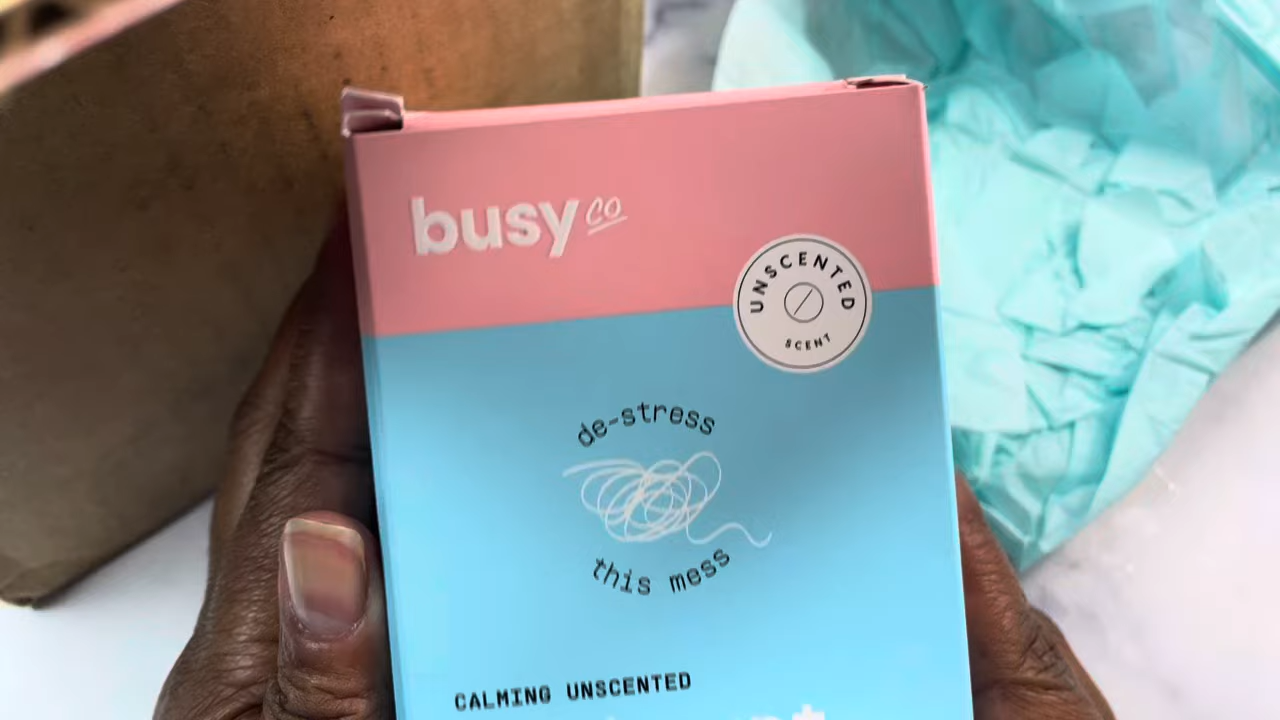 busy co
UNSCENTED
SCENT
de-stress
this mess
CALMING UNSCENTED